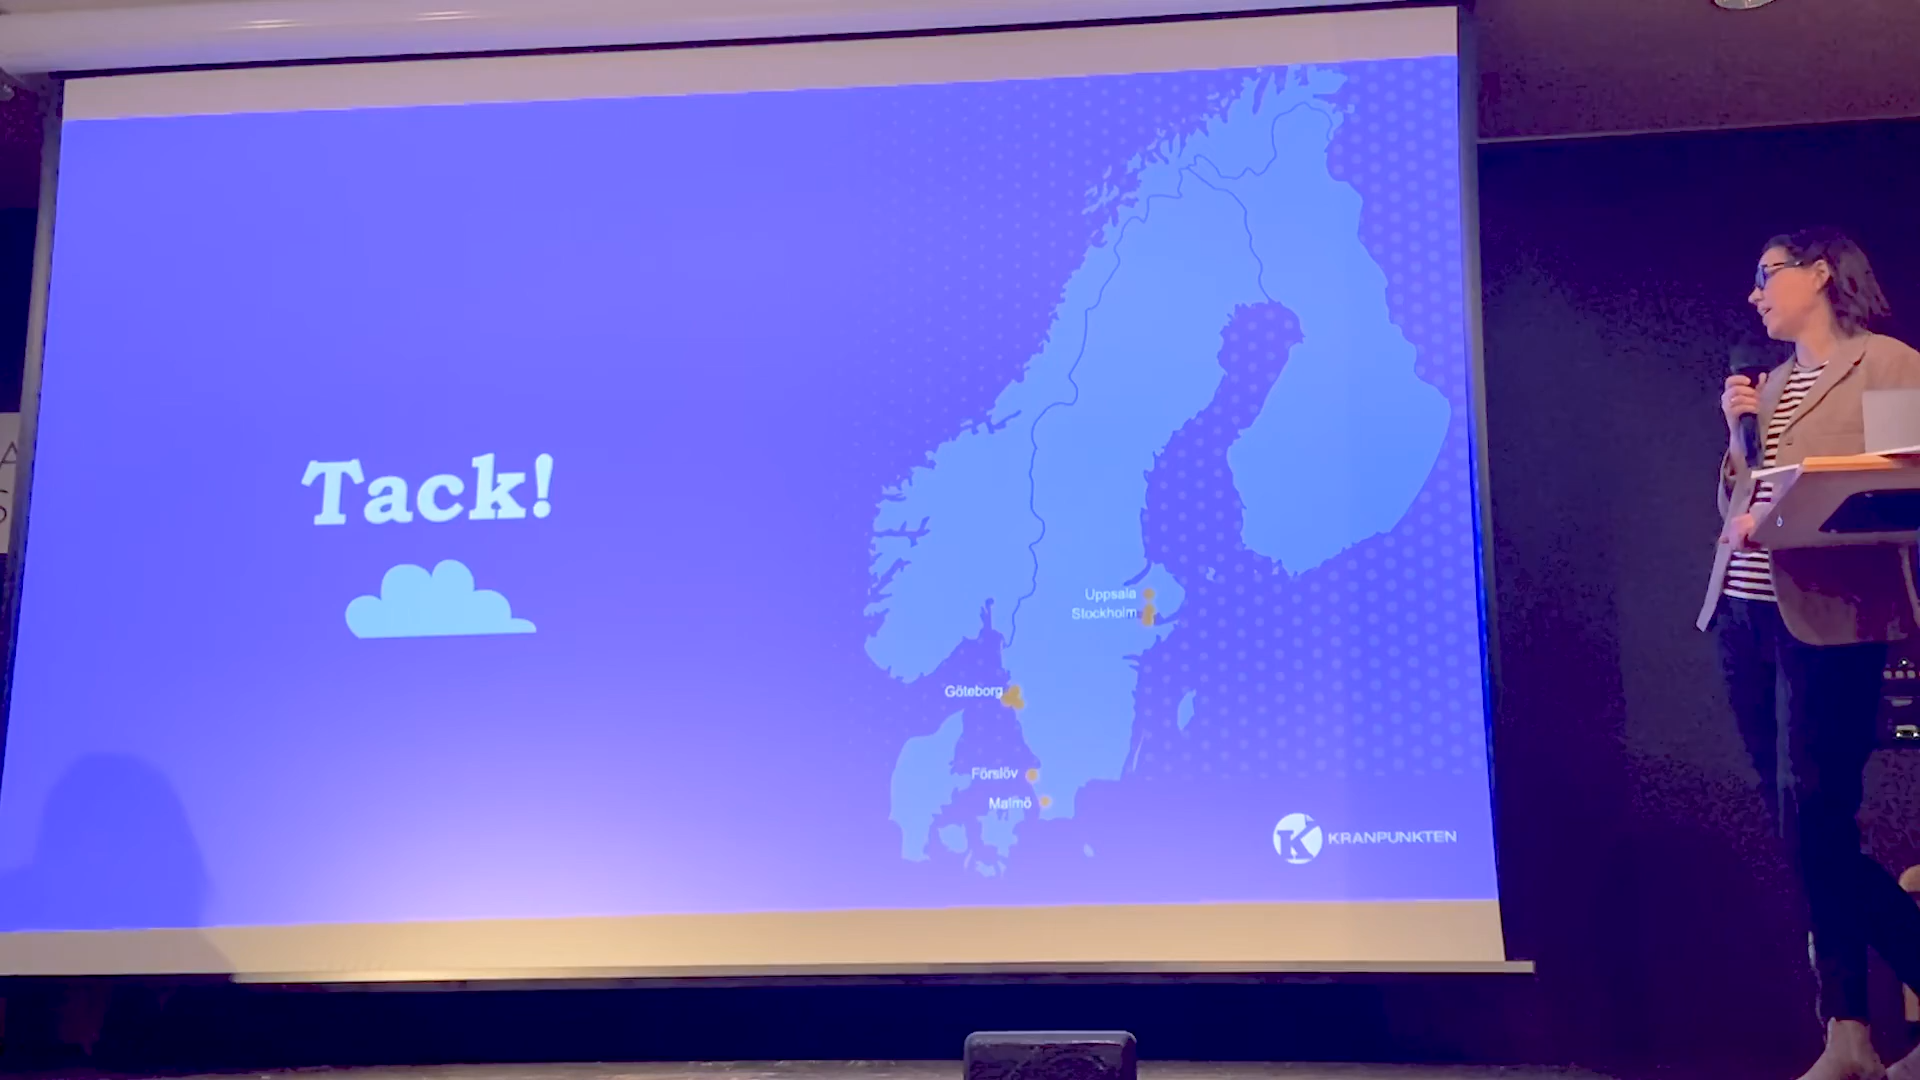 Tack!
Uppsala
Stockholm
Göteborg
Förslöv
Malmö
K KRANPUNKTEN
A
S